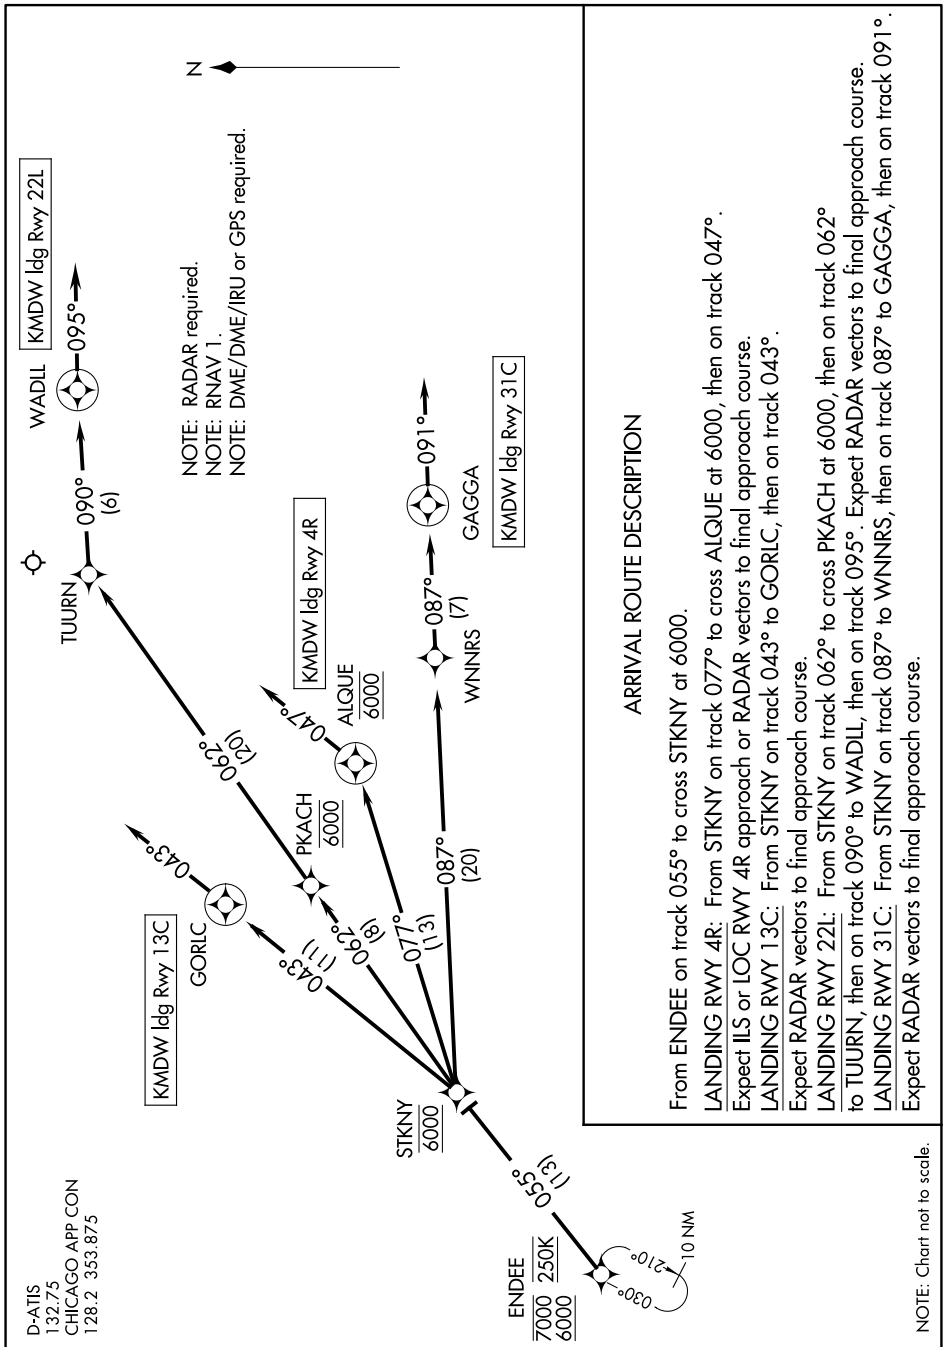 D-ATIS
132.75
CHICAGO APP CON
128.2 353.875
N
KMDW ldg Rwy 22L
WADLL
095°
090°
(6)
TUURN
NOTE: RADAR required.
NOTE: RNAV 1.
NOTE: DME/DME/IRU or GPS required.
062°
(20)
KMDW ldg Rwy 13C
GORLC
043°
043°
(11)
PKACH
6000
062°
(8)
KMDW ldg Rwy 4R
ALQUE
6000
047°
077°
(13)
KMDW ldg Rwy 31C
GAGGA
091°
087°
(7)
WNNRS
087°
(20)
STKNY
6000
055°
(13)
ENDEE
7000 250K
6000
210°
030°
10 NM
NOTE: Chart not to scale.
ARRIVAL ROUTE DESCRIPTION
From ENDEE on track 055° to cross STKNY at 6000.
LANDING RWY 4R: From STKNY on track 077° to cross ALQUE at 6000, then on track 047°.
Expect ILS or LOC RWY 4R approach or RADAR vectors to final approach course.
LANDING RWY 13C: From STKNY on track 043° to GORLC, then on track 043°.
Expect RADAR vectors to final approach course.
LANDING RWY 22L: From STKNY on track 062° to cross PKACH at 6000, then on track 062°
to TUURN, then on track 090° to WADLL, then on track 095°. Expect RADAR vectors to final approach course.
LANDING RWY 31C: From STKNY on track 087° to WNNRS, then on track 087° to GAGGA, then on track 091°.
Expect RADAR vectors to final approach course.